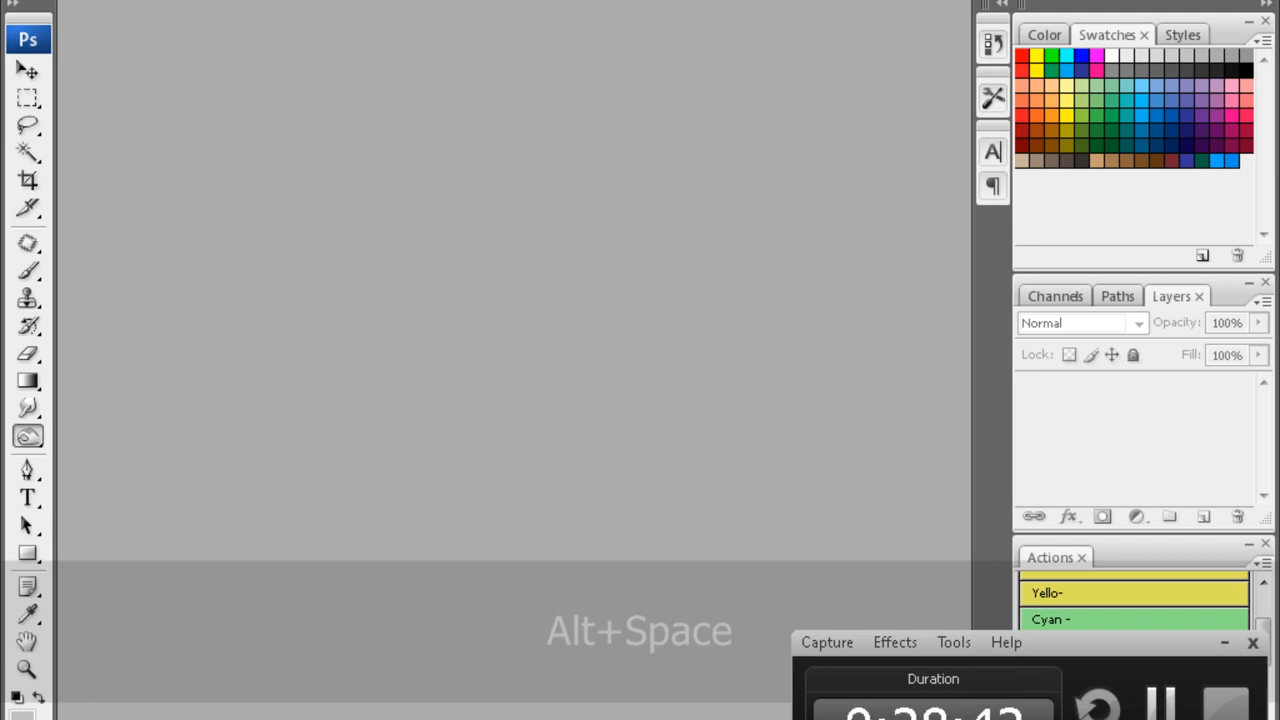 Ps
Color
Swatches
Styles
Channels
Paths
Layers
Normal
Opacity: 100%
Lock:
Fill: 100%
Actions
Yello-
Cyan -
Alt+Space
Capture
Effects
Tools
Help
Duration
0:28:42